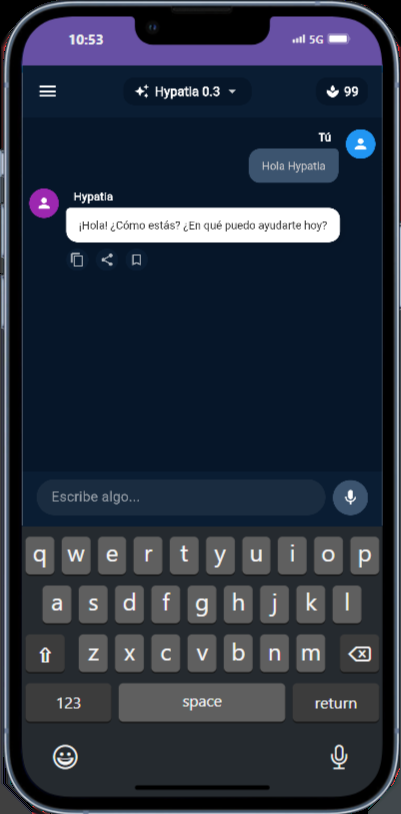 10:53
5G
Hypatia 0.3
99
Tú
Hola Hypatia
Hypatia
¡Hola! ¿Cómo estás? ¿En qué puedo ayudarte hoy?
Escribe algo...
q w e r t y u i o p
a s d f g h j k l
z x c v b n m
123 space return